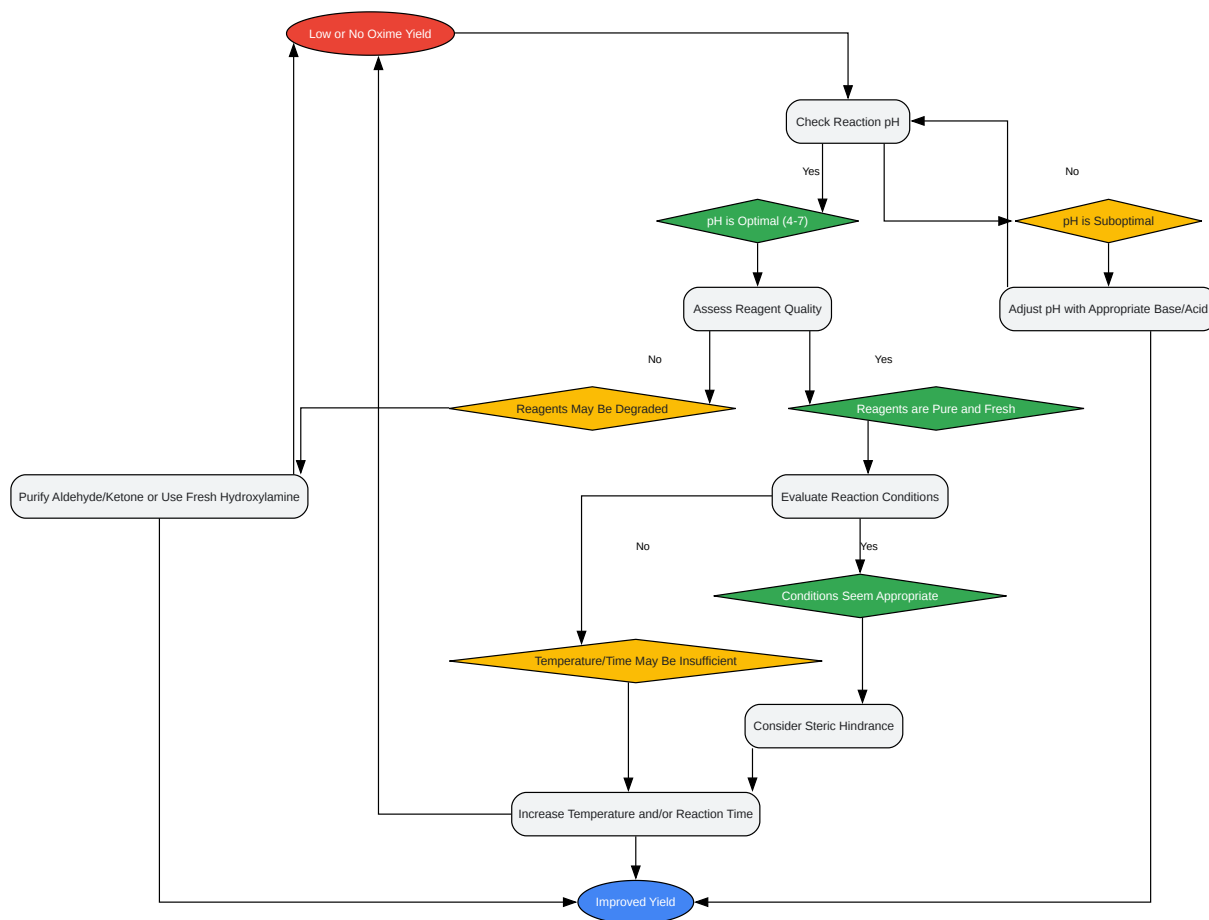 Low or No Oxime Yield
Check Reaction pH
Yes
No
pH is Optimal (4-7)
pH is Suboptimal
Assess Reagent Quality
Adjust pH with Appropriate Base/Acid
No
Yes
Reagents May Be Degraded
Reagents are Pure and Fresh
Purify Aldehyde/Ketone or Use Fresh Hydroxylamine
Evaluate Reaction Conditions
No
Yes
Conditions Seem Appropriate
Temperature/Time May Be Insufficient
Consider Steric Hindrance
Increase Temperature and/or Reaction Time
Improved Yield